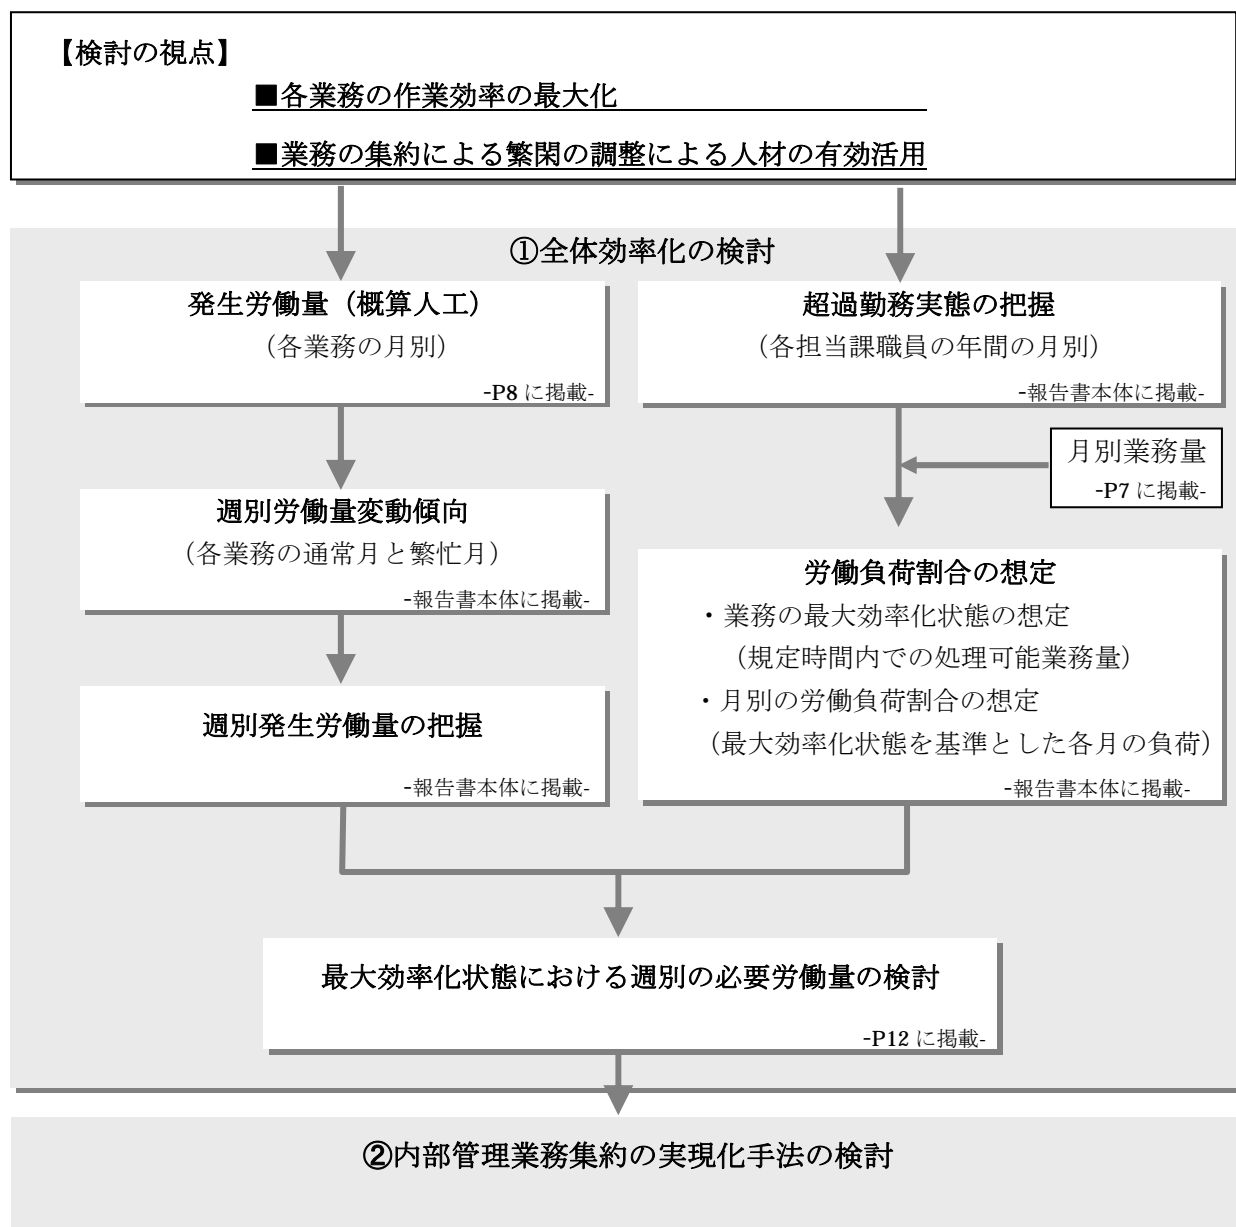 【検討の視点】
■各業務の作業効率の最大化
■業務の集約による繁閑の調整による人材の有効活用
①全体効率化の検討
発生労働量（概算人工）
（各業務の月別）
-P8 に掲載-
週別労働量変動傾向
（各業務の通常月と繁忙月）
-報告書本体に掲載-
週別発生労働量の把握
-報告書本体に掲載-
超過勤務実態の把握
（各担当課職員の年間の月別）
-報告書本体に掲載-
月別業務量
-P7 に掲載-
労働負荷割合の想定
・業務の最大効率化状態の想定
（規定時間内での処理可能業務量）
・月別の労働負荷割合の想定
（最大効率化状態を基準とした各月の負荷）
-報告書本体に掲載-
最大効率化状態における週別の必要労働量の検討
-P12 に掲載-
②内部管理業務集約の実現化手法の検討